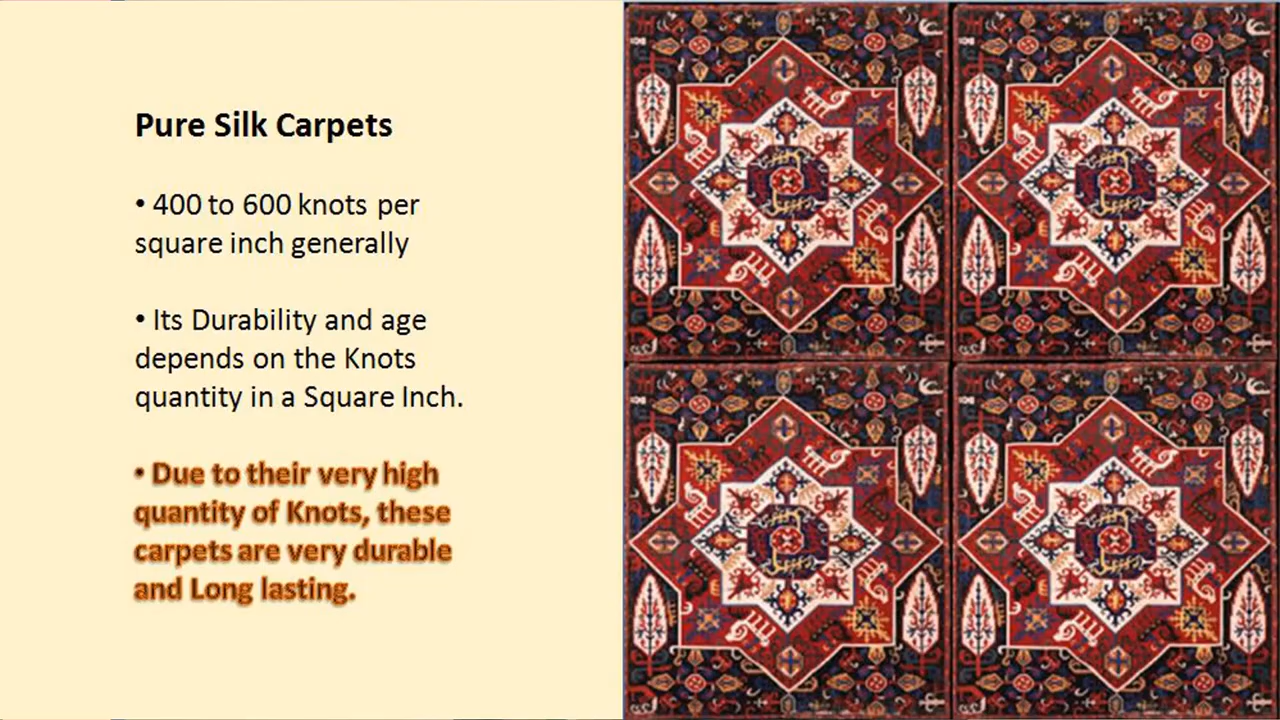 Pure Silk Carpets
• 400 to 600 knots per
square inch generally
• Its Durability and age
depends on the Knots
quantity in a Square Inch.
• Due to their very high
quantity of Knots, these
carpets are very durable
and Long lasting.